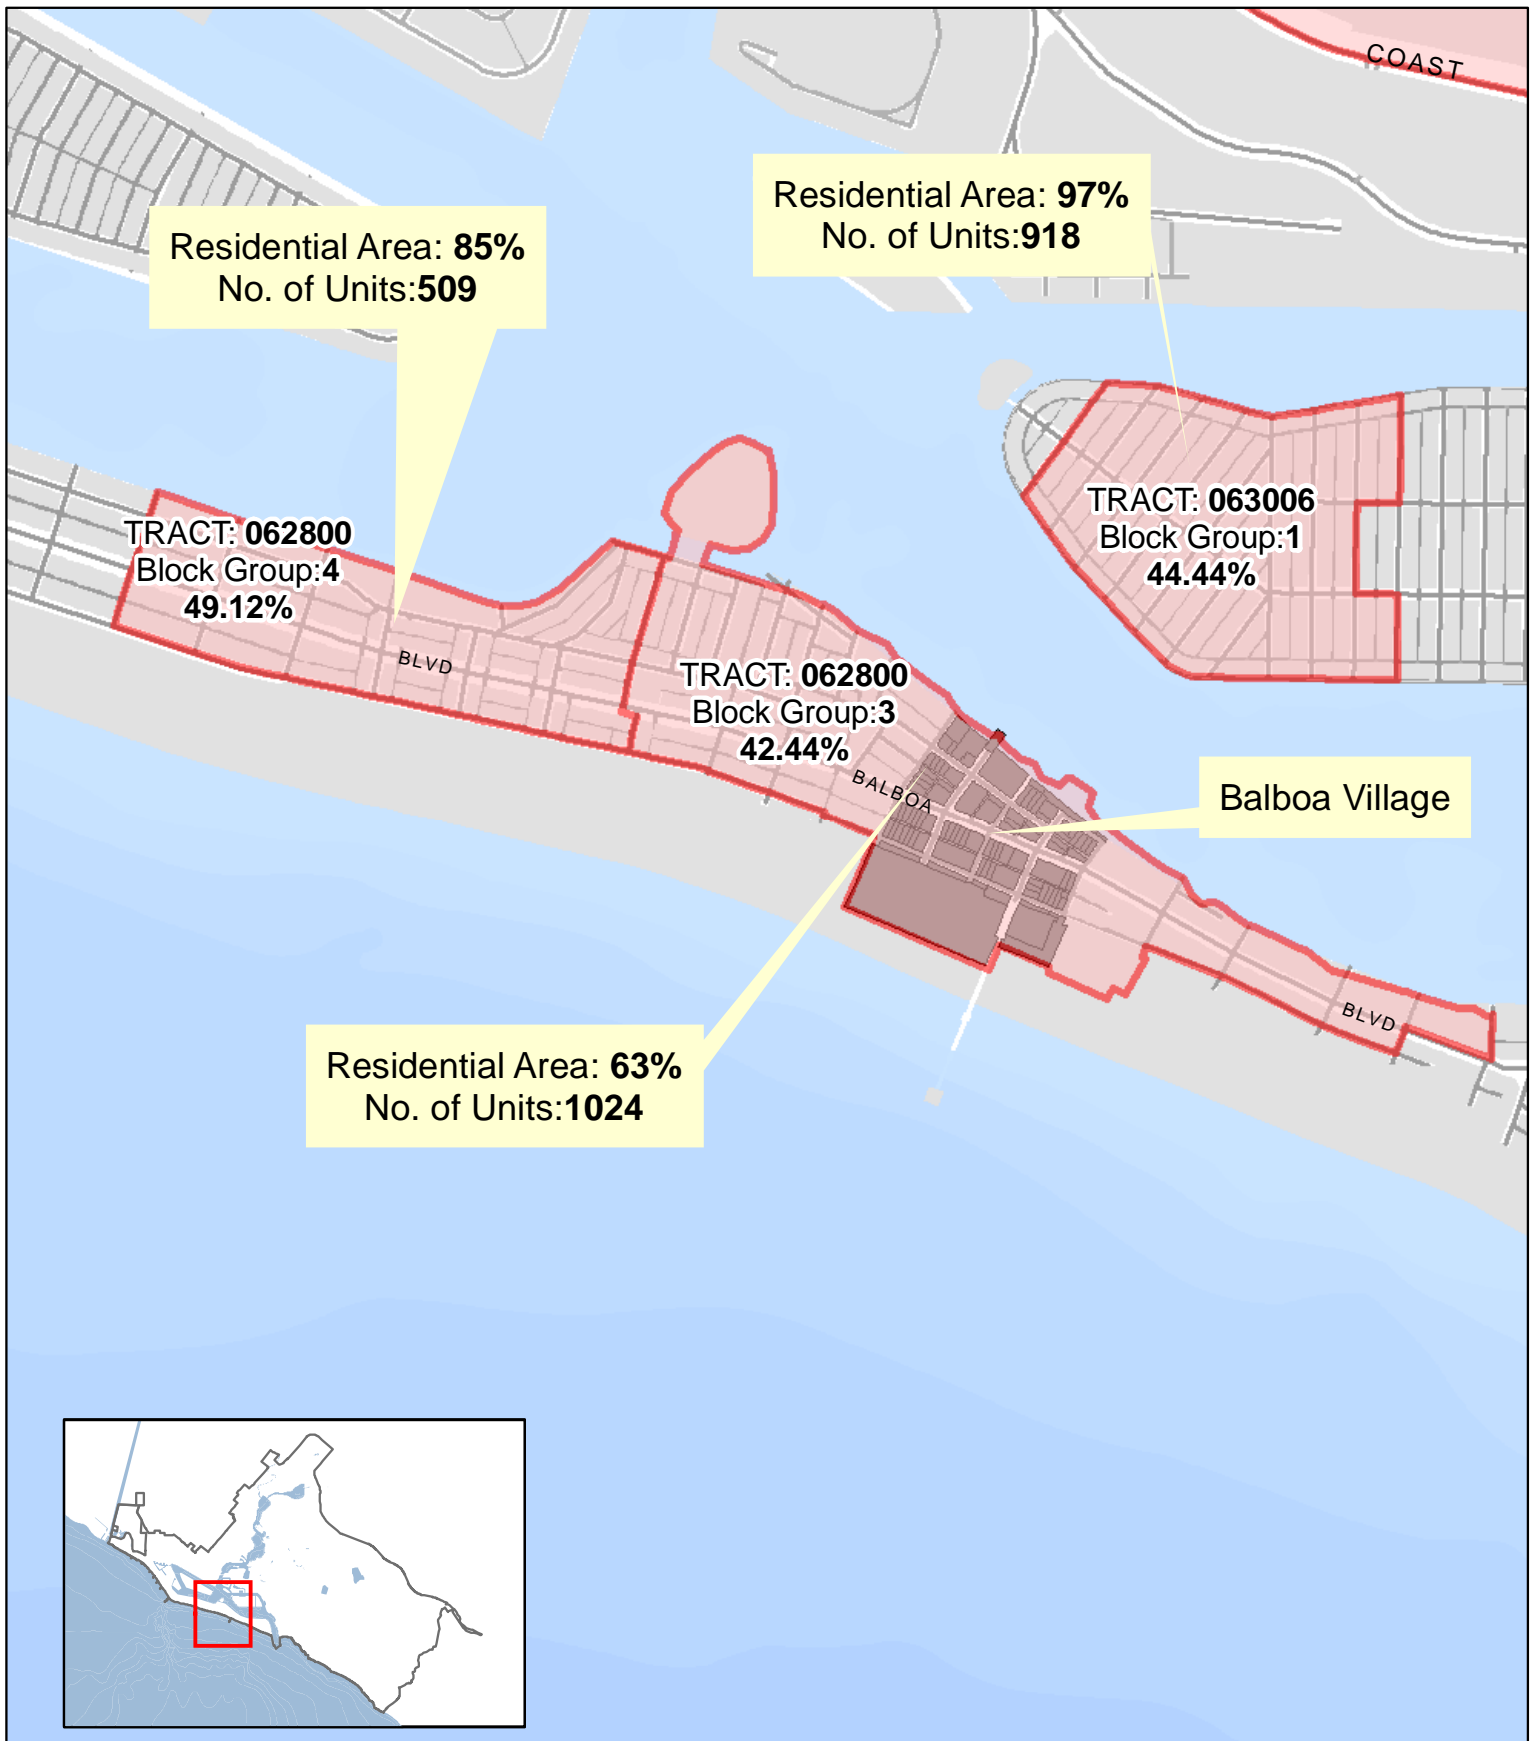 COAST
Residential Area: 97%
No. of Units:918
Residential Area: 85%
No. of Units:509
TRACT: 063006
Block Group:1
44.44%
TRACT: 062800
Block Group:4
49.12%
BLVD
TRACT: 062800
Block Group:3
42.44%
BALBOA
Balboa Village
BLVD
Residential Area: 63%
No. of Units:1024